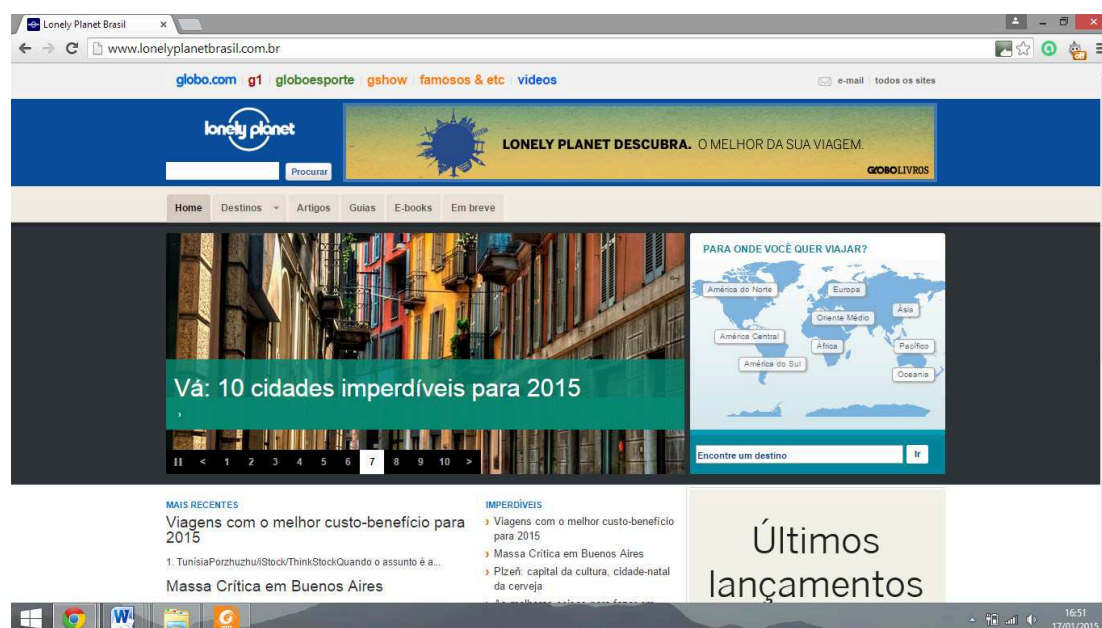 Lonely Planet Brasil
www.lonelyplanetbrasil.com.br
globo.com g1 globoesporte gshow famosos & etc vídeos
e-mail todos os sites
lonely planet
Procurar
LONELY PLANET DESCUBRA. O MELHOR DA SUA VIAGEM.
GLOBOLIVROS
Home Destinos Artigos Guias E-books Em breve
Vá: 10 cidades imperdíveis para 2015
< 1 2 3 4 5 6 7 8 9 10 >
PARA ONDE VOCÊ QUER VIAJAR?
América do Norte
Europa
Oriente Médio
Ásia
América Central
África
Pacífico
América do Sul
Oceania
Encontre um destino Ir
MAIS RECENTES
Viagens com o melhor custo-benefício para
2015
1. TunísiaPorzhuzhu/iStock/ThinkStockQuando o assunto é a...
Massa Crítica em Buenos Aires
IMPERDÍVEIS
› Viagens com o melhor custo-benefício
para 2015
› Massa Crítica em Buenos Aires
› Plzeň: capital da cultura, cidade-natal
da cerveja
Últimos
lançamentos
16:51
17/01/2015